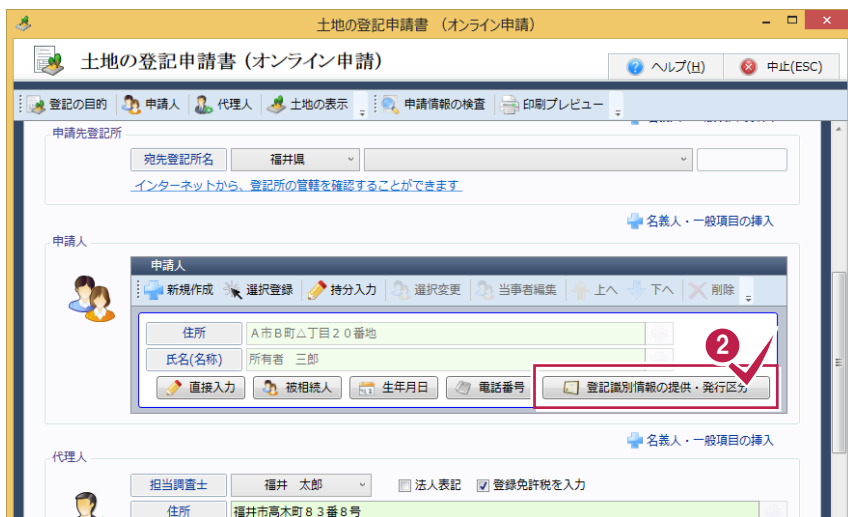 土地の登記申請書 （オンライン申請）
土地の登記申請書（オンライン申請）
ヘルプ(H) 中止(ESC)
登記の目的 申請人 代理人 土地の表示 申請情報の検査 印刷プレビュー
申請先登記所
宛先登記所名 福井県
インターネットから、登記所の管轄を確認することができます
名義人・一般項目の挿入
申請人
申請人
新規作成 選択登録 持分入力 選択変更 当事者編集 上へ 下へ 削除
住所 A市B町△丁目20番地
2
氏名(名称) 所有者 三郎
直接入力 被相続人 生年月日 電話番号 登記識別情報の提供・発行区分
名義人・一般項目の挿入
代理人
担当調査士 福井 太郎 法人表記 登録免許税を入力
住所 福井市高木町83番8号